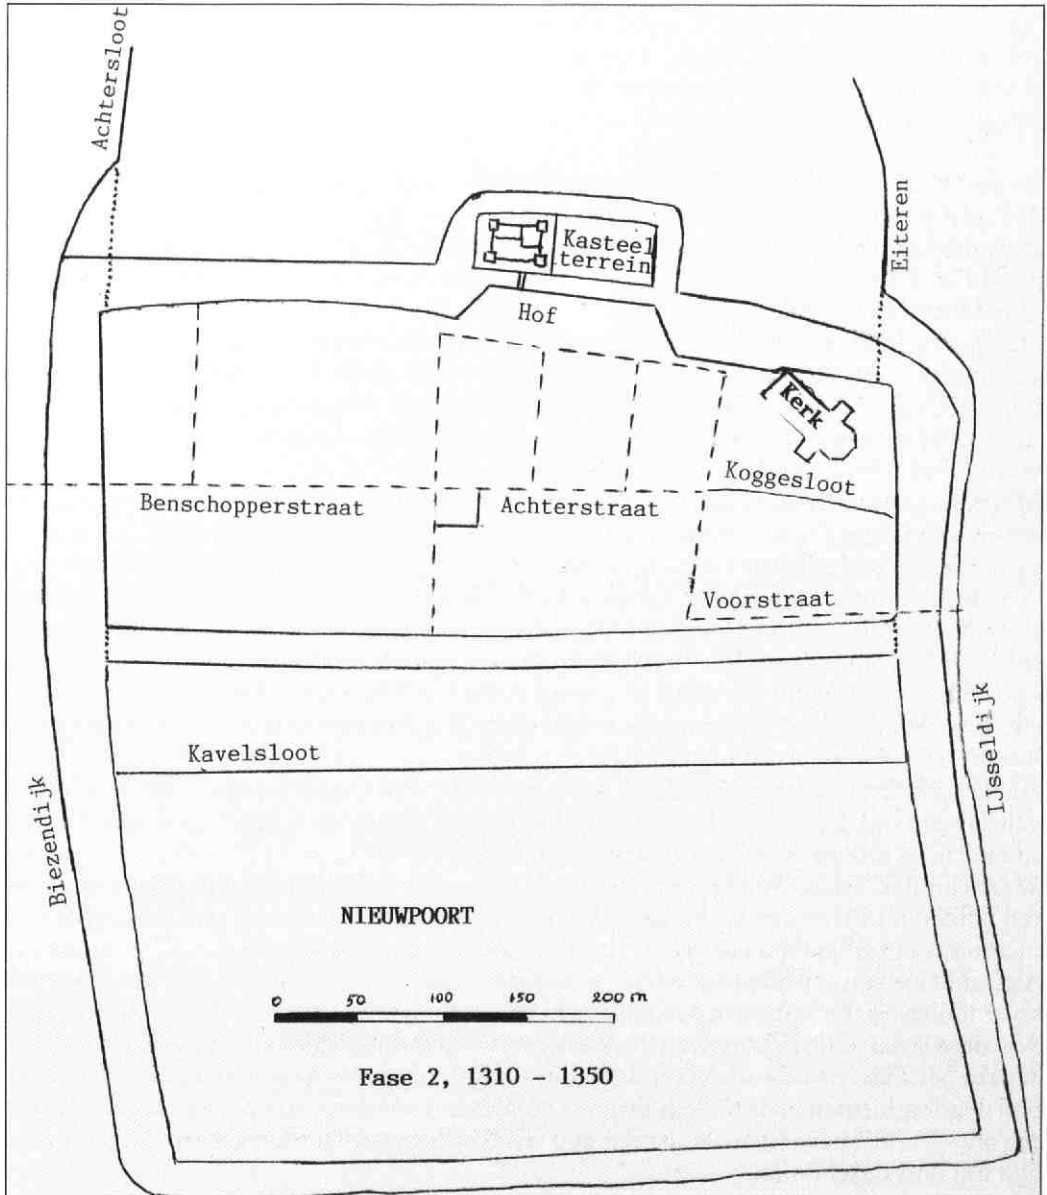 Achtersloot
Eiteren
Kasteel
terrein
Hof
Kerk
Koggesloot
Benschopperstraat
Achterstraat
Voorstraat
Kavelsloot
Biezendijk
IJsseldijk
NIEUWPOORT
0 50 100 150 200 m
Fase 2, 1310 – 1350